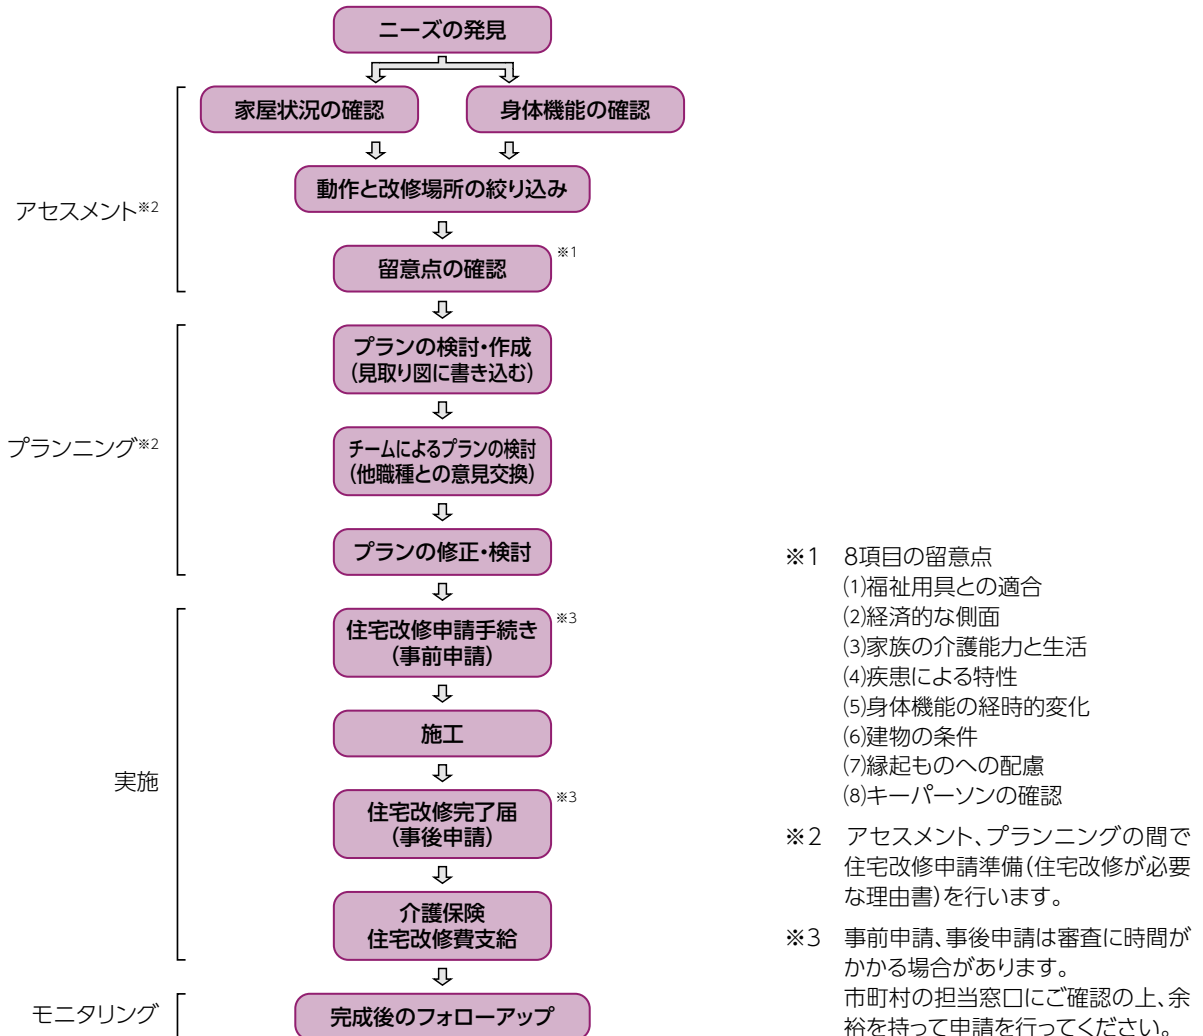 ニーズの発見
家屋状況の確認
身体機能の確認
動作と改修場所の絞り込み
アセスメント※2
留意点の確認
※1
プランの検討・作成
(見取り図に書き込む)
プランニング※2
チームによるプランの検討
(他職種との意見交換)
プランの修正・検討
住宅改修申請手続き
(事前申請)
※3
施工
実施
住宅改修完了届
(事後申請)
※3
介護保険
住宅改修費支給
モニタリング
完成後のフォローアップ
※1 8項目の留意点
⑴福祉用具との適合
⑵経済的な側面
⑶家族の介護能力と生活
⑷疾患による特性
⑸身体機能の経時的変化
⑹建物の条件
⑺縁起ものへの配慮
⑻キーパーソンの確認
※2 アセスメント、プランニングの間で
住宅改修申請準備(住宅改修が必要
な理由書)を行います。
※3 事前申請、事後申請は審査に時間が
かかる場合があります。
市町村の担当窓口にご確認の上、余
裕を持って申請を行ってください。